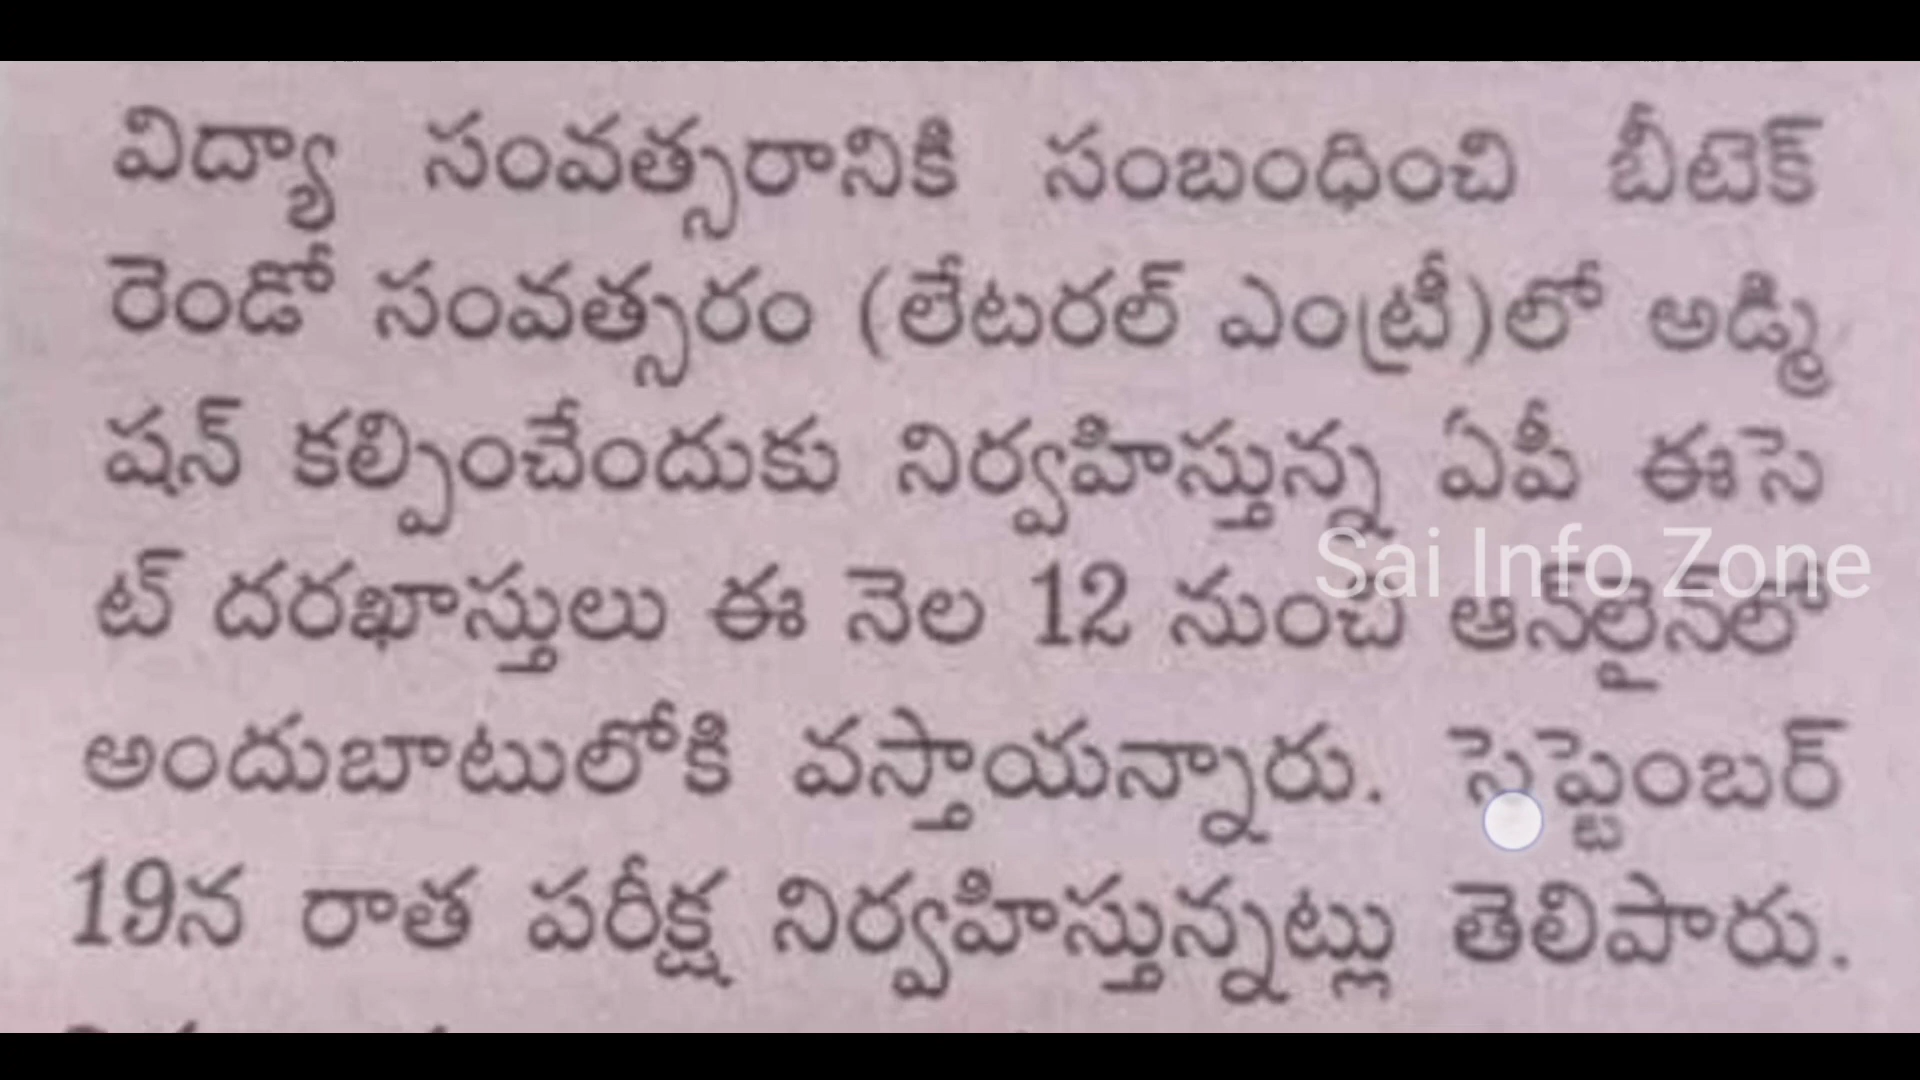 విద్యా సంవత్సరానికి సంబంధించి బీటెక్
రెండో సంవత్సరం (లేటరల్ ఎంట్రీ)లో అడ్మి
షన్ కల్పించేందుకు నిర్వహిస్తున్న ఏపీ ఈసె
ట్ దరఖాస్తులు ఈ నెల 12 నుంచి ఆన్‌లైన్‌లో
అందుబాటులోకి వస్తాయన్నారు. సెప్టెంబర్
19న రాత పరీక్ష నిర్వహిస్తున్నట్లు తెలిపారు.
Sai Info Zone